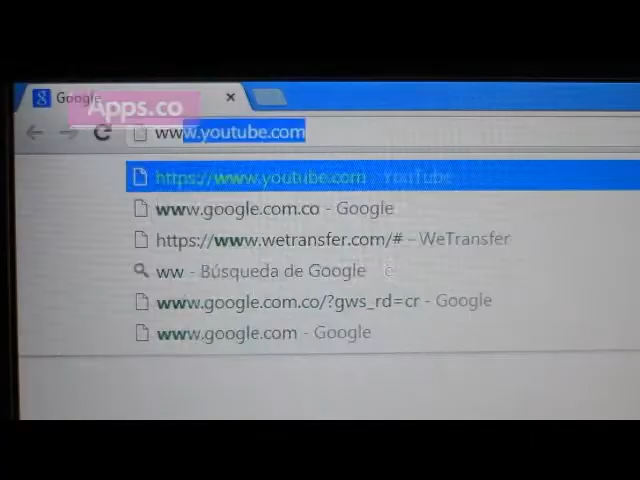 Google
Apps.co
www.youtube.com
https://www.youtube.com - YouTube
www.google.com.co - Google
https://www.wetransfer.com/# - WeTransfer
ww - Búsqueda de Google
www.google.com.co/?gws_rd=cr - Google
www.google.com - Google